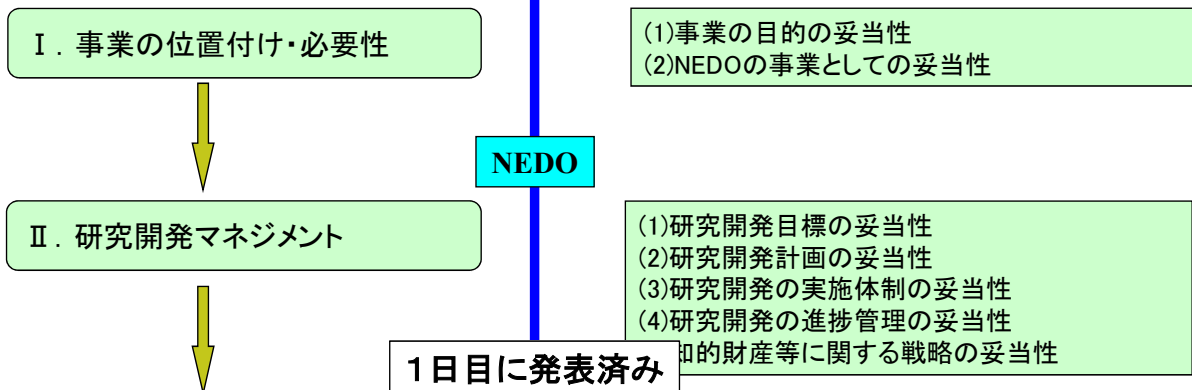 Ⅰ. 事業の位置付け・必要性
(1)事業の目的の妥当性
(2)NEDOの事業としての妥当性
NEDO
Ⅱ. 研究開発マネジメント
(1)研究開発目標の妥当性
(2)研究開発計画の妥当性
(3)研究開発の実施体制の妥当性
(4)研究開発の進捗管理の妥当性
知的財産等に関する戦略の妥当性
１日目に発表済み